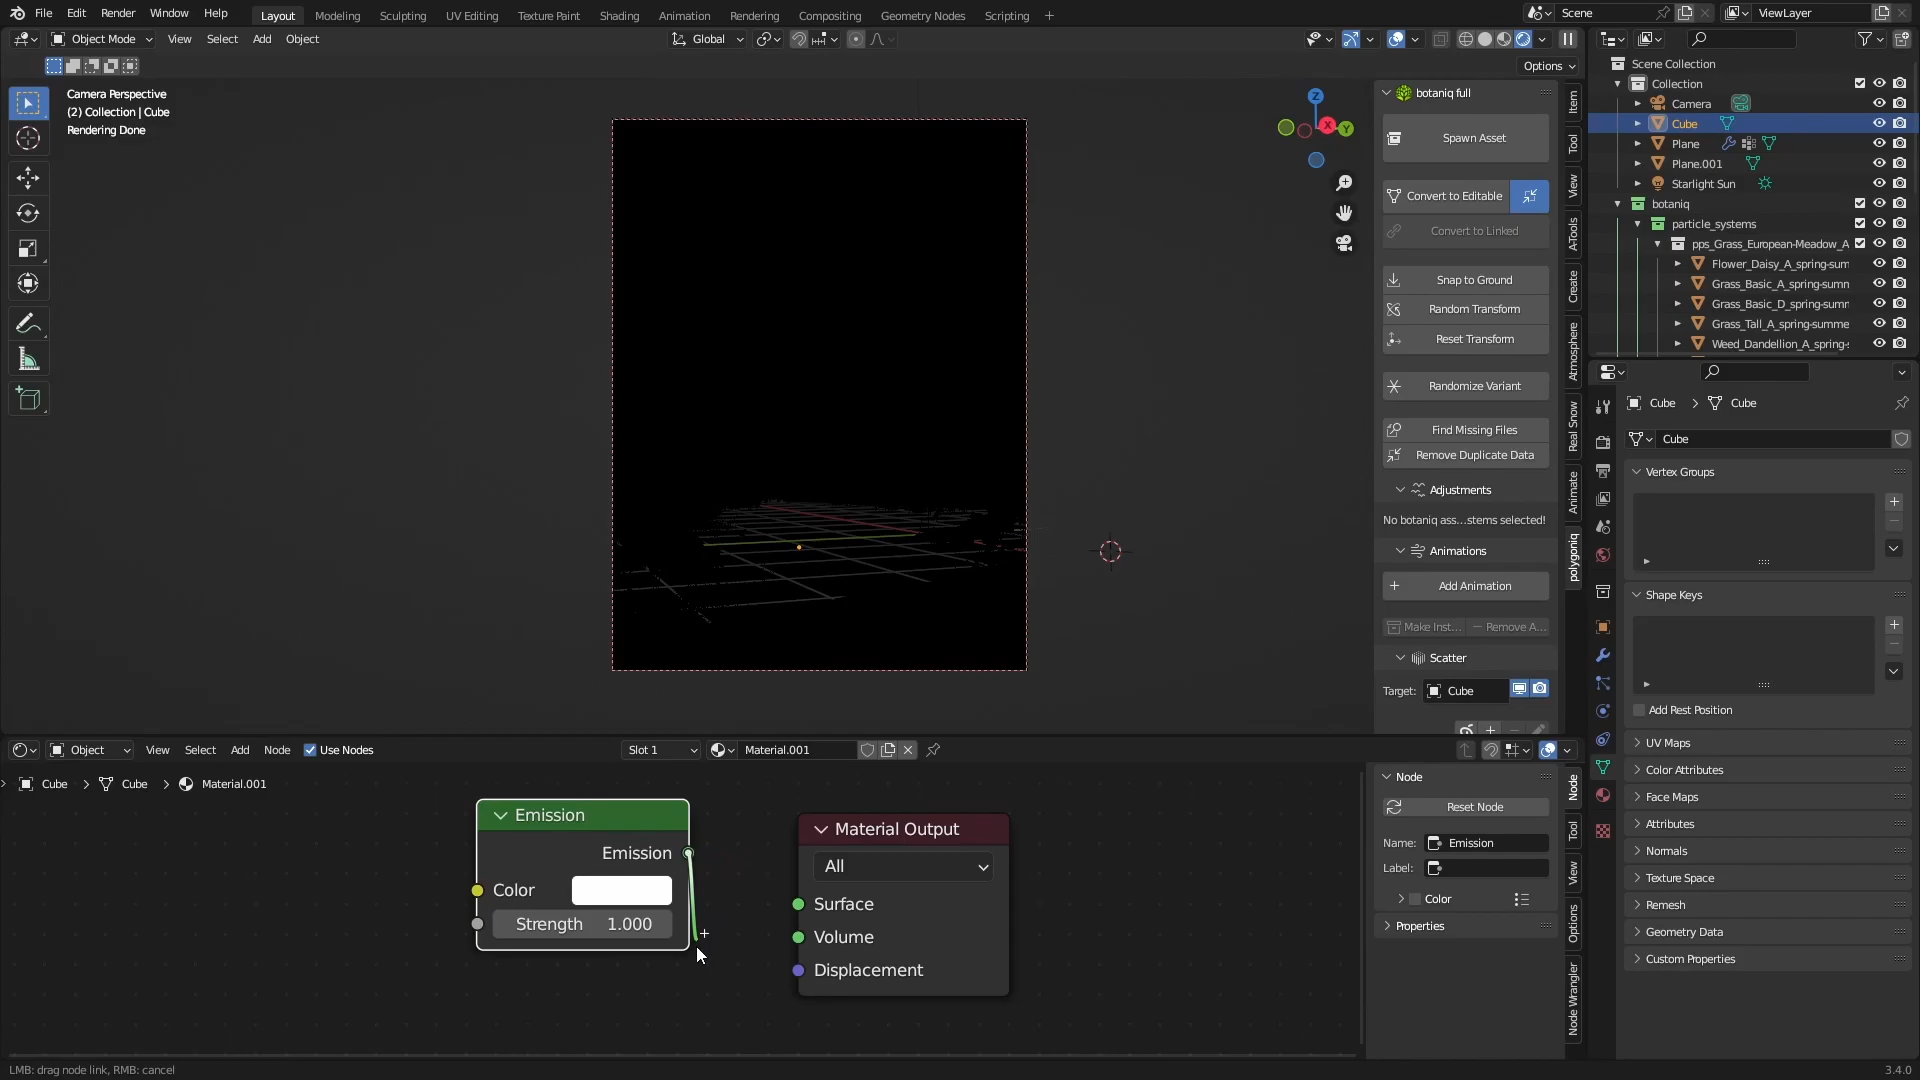 File Edit Render Window Help Layout Modeling Sculpting UV Editing Texture Paint Shading Animation Rendering Compositing Geometry Nodes Scripting + Scene ViewLayer
Object Mode View Select Add Object Global
Options
Camera Perspective
(2) Collection | Cube
Rendering Done
Z
X
Y
botaniq full
Spawn Asset
Convert to Editable
Convert to Linked
Snap to Ground
Random Transform
Reset Transform
Randomize Variant
Find Missing Files
Remove Duplicate Data
Adjustments
No botaniq ass...stems selected!
Animations
Add Animation
Make Inst...
Remove A...
Scatter
Target: Cube
Item
Tool
View
A-Tools
Create
Atmosphere
Real Snow
Animate
polygoniq
Scene Collection
Collection
Camera
Cube
Plane
Plane.001
Starlight Sun
botaniq
particle_systems
pps_Grass_European-Meadow_A
Flower_Daisy_A_spring-sum
Grass_Basic_A_spring-summ
Grass_Basic_D_spring-summ
Grass_Tall_A_spring-summe
Weed_Dandellion_A_spring-s
Cube > Cube
Cube
Vertex Groups
Shape Keys
Add Rest Position
UV Maps
Color Attributes
Face Maps
Attributes
Normals
Texture Space
Remesh
Geometry Data
Custom Properties
Object View Select Add Node Use Nodes Slot 1 Material.001
Cube > Cube > Material.001
Emission
Emission
Color
Strength 1.000
Material Output
All
Surface
Volume
Displacement
Node
Reset Node
Name: Emission
Label:
Color
Properties
Node
Tool
View
Options
Node Wrangler
LMB: drag node link, RMB: cancel
3.4.0